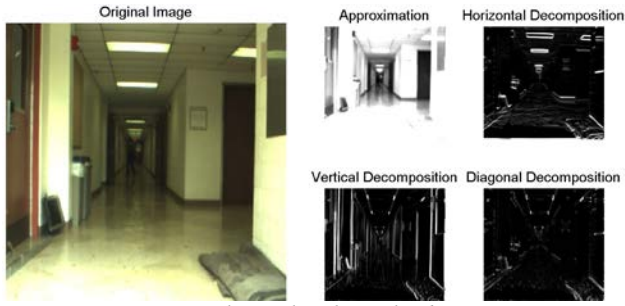 Original Image
Approximation
Horizontal Decomposition
Vertical Decomposition
Diagonal Decomposition